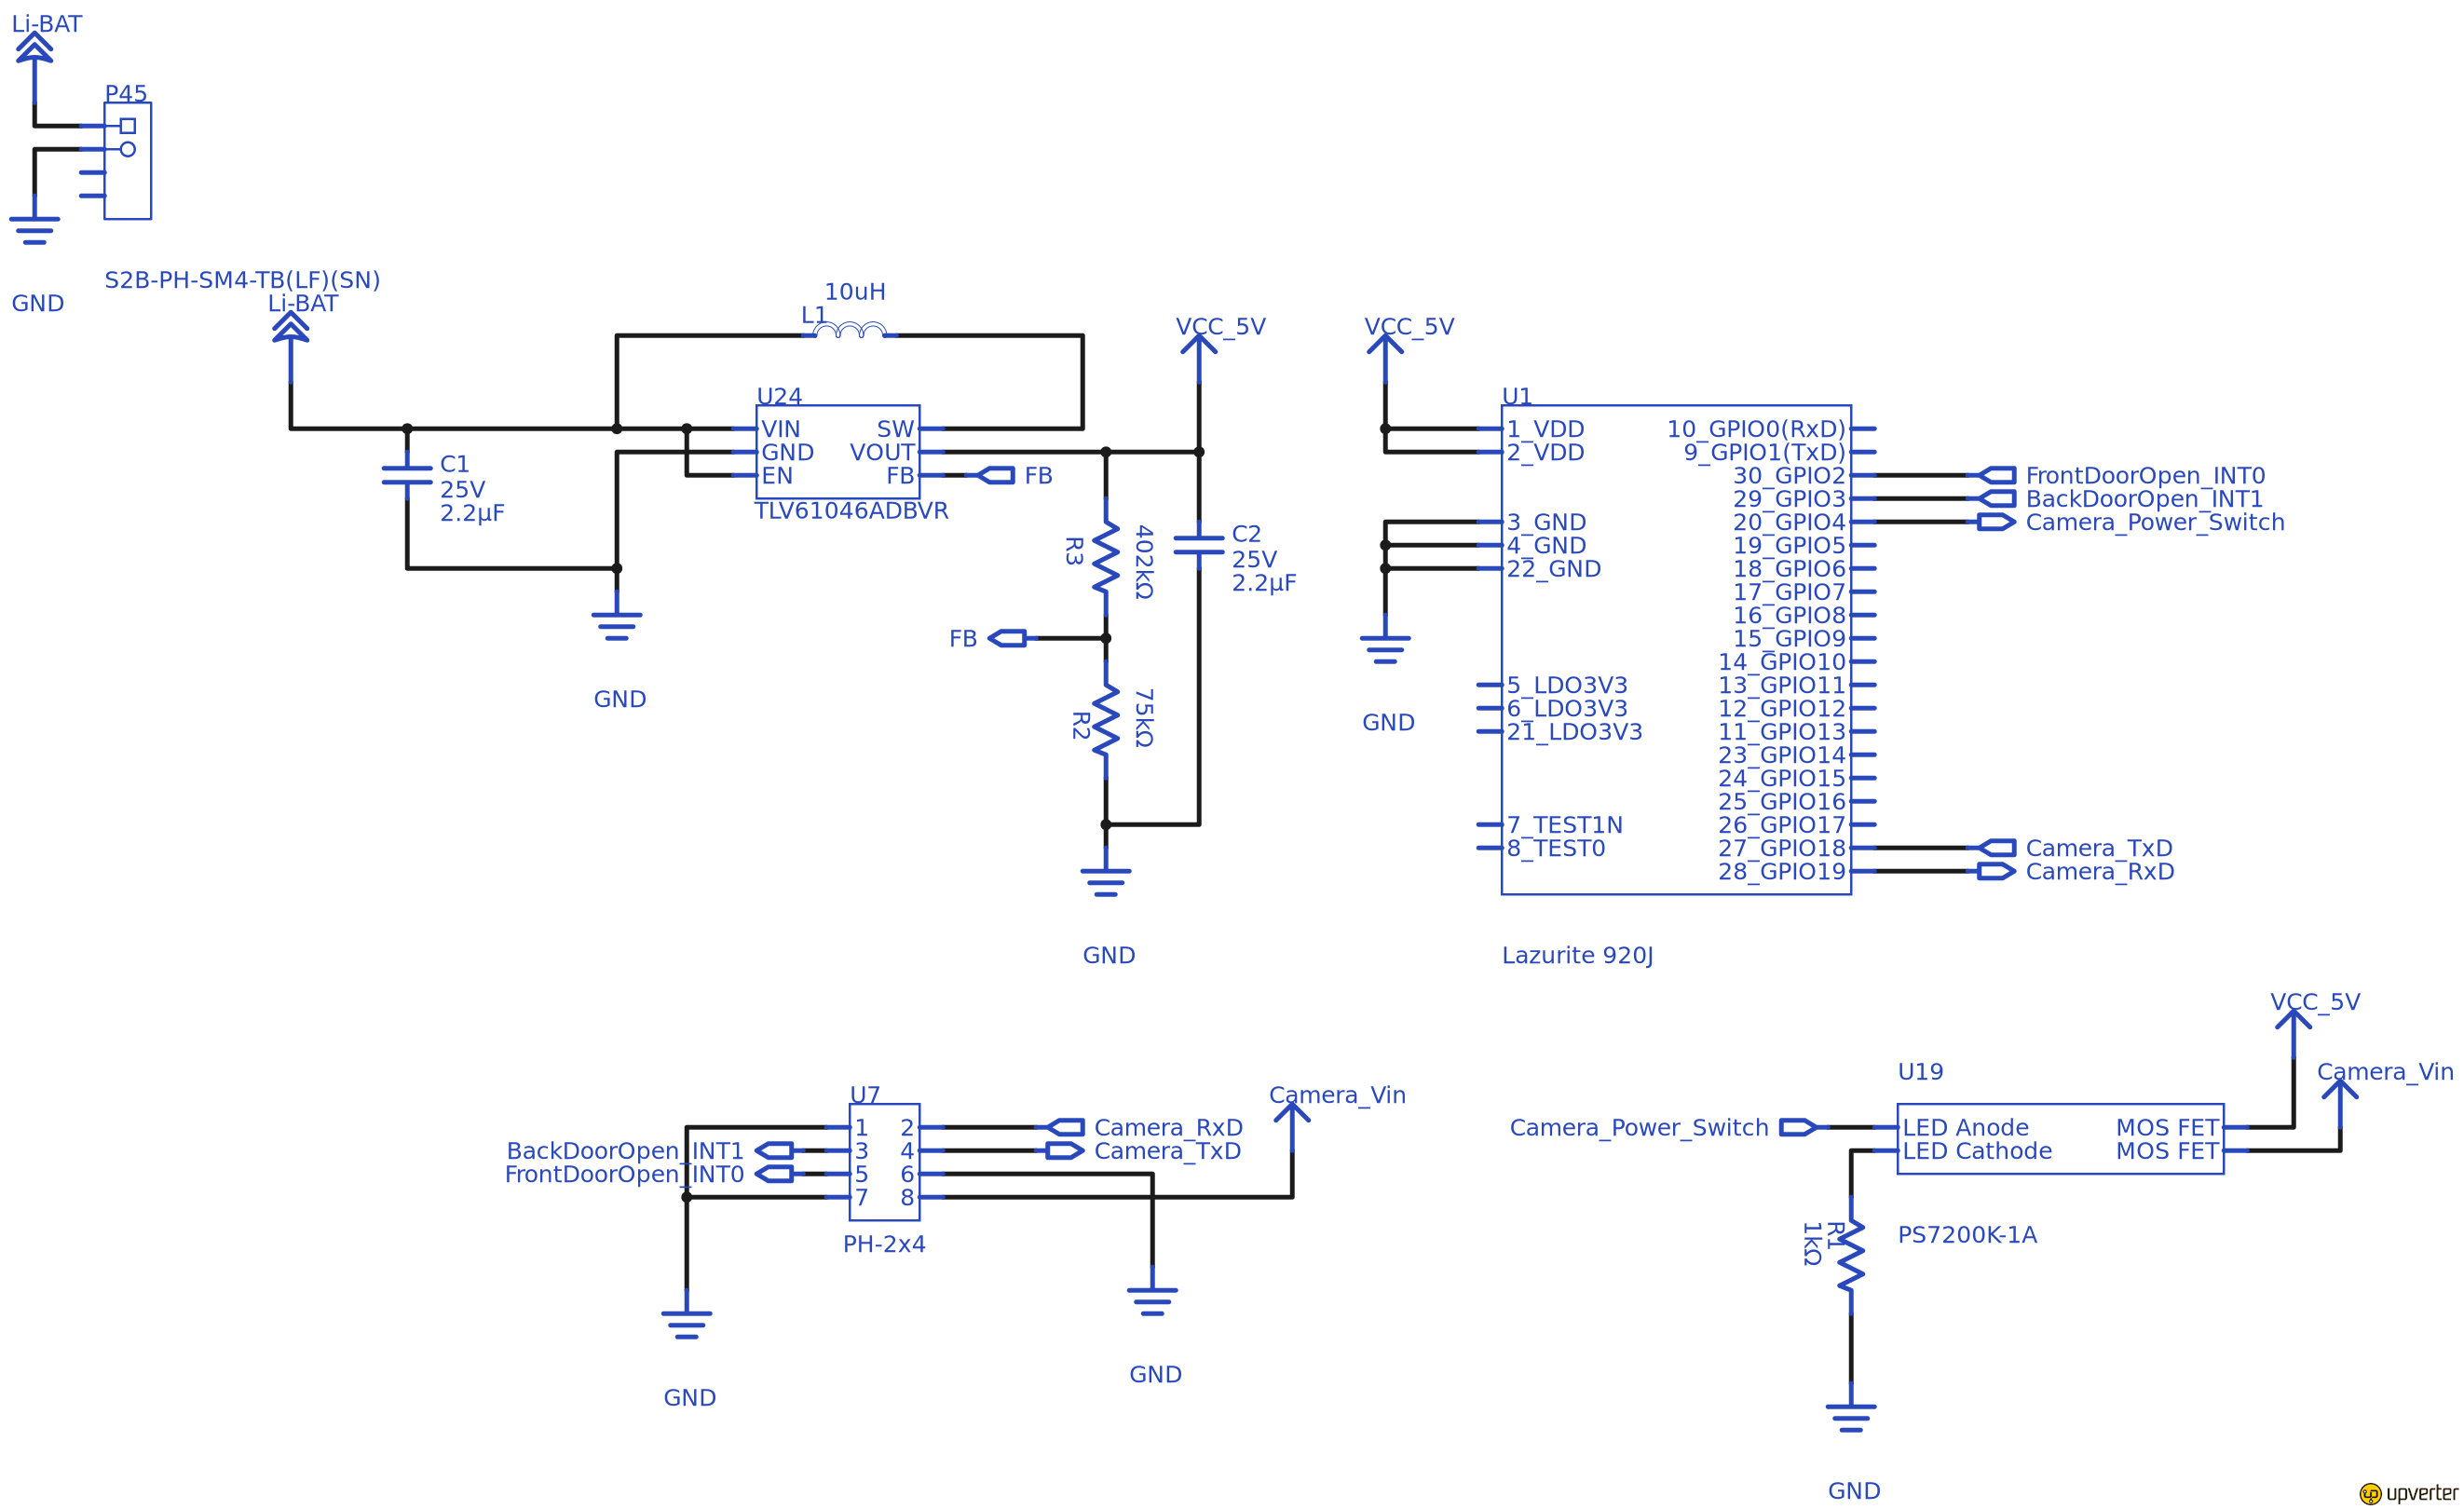 Li-BAT
P45
GND
S2B-PH-SM4-TB(LF)(SN)
Li-BAT
C1
25V
2.2µF
GND
10uH
L1
U24
VIN
GND
EN
SW
VOUT
FB
TLV61046ADBVR
FB
VCC_5V
R3
402kΩ
C2
25V
2.2µF
FB
R2
75kΩ
GND
VCC_5V
GND
U1
1_VDD
2_VDD
3_GND
4_GND
22_GND
5_LDO3V3
6_LDO3V3
21_LDO3V3
7_TEST1N
8_TEST0
10_GPIO0(RxD)
9_GPIO1(TxD)
30_GPIO2
29_GPIO3
20_GPIO4
19_GPIO5
18_GPIO6
17_GPIO7
16_GPIO8
15_GPIO9
14_GPIO10
13_GPIO11
12_GPIO12
11_GPIO13
23_GPIO14
24_GPIO15
25_GPIO16
26_GPIO17
27_GPIO18
28_GPIO19
FrontDoorOpen_INT0
BackDoorOpen_INT1
Camera_Power_Switch
Camera_TxD
Camera_RxD
Lazurite 920J
U7
1 2
3 4
5 6
7 8
PH-2x4
BackDoorOpen_INT1
FrontDoorOpen_INT0
Camera_RxD
Camera_TxD
Camera_Vin
GND
GND
VCC_5V
Camera_Vin
U19
Camera_Power_Switch
LED Anode
LED Cathode
MOS FET
MOS FET
PS7200K-1A
R1
1kΩ
GND
upverter